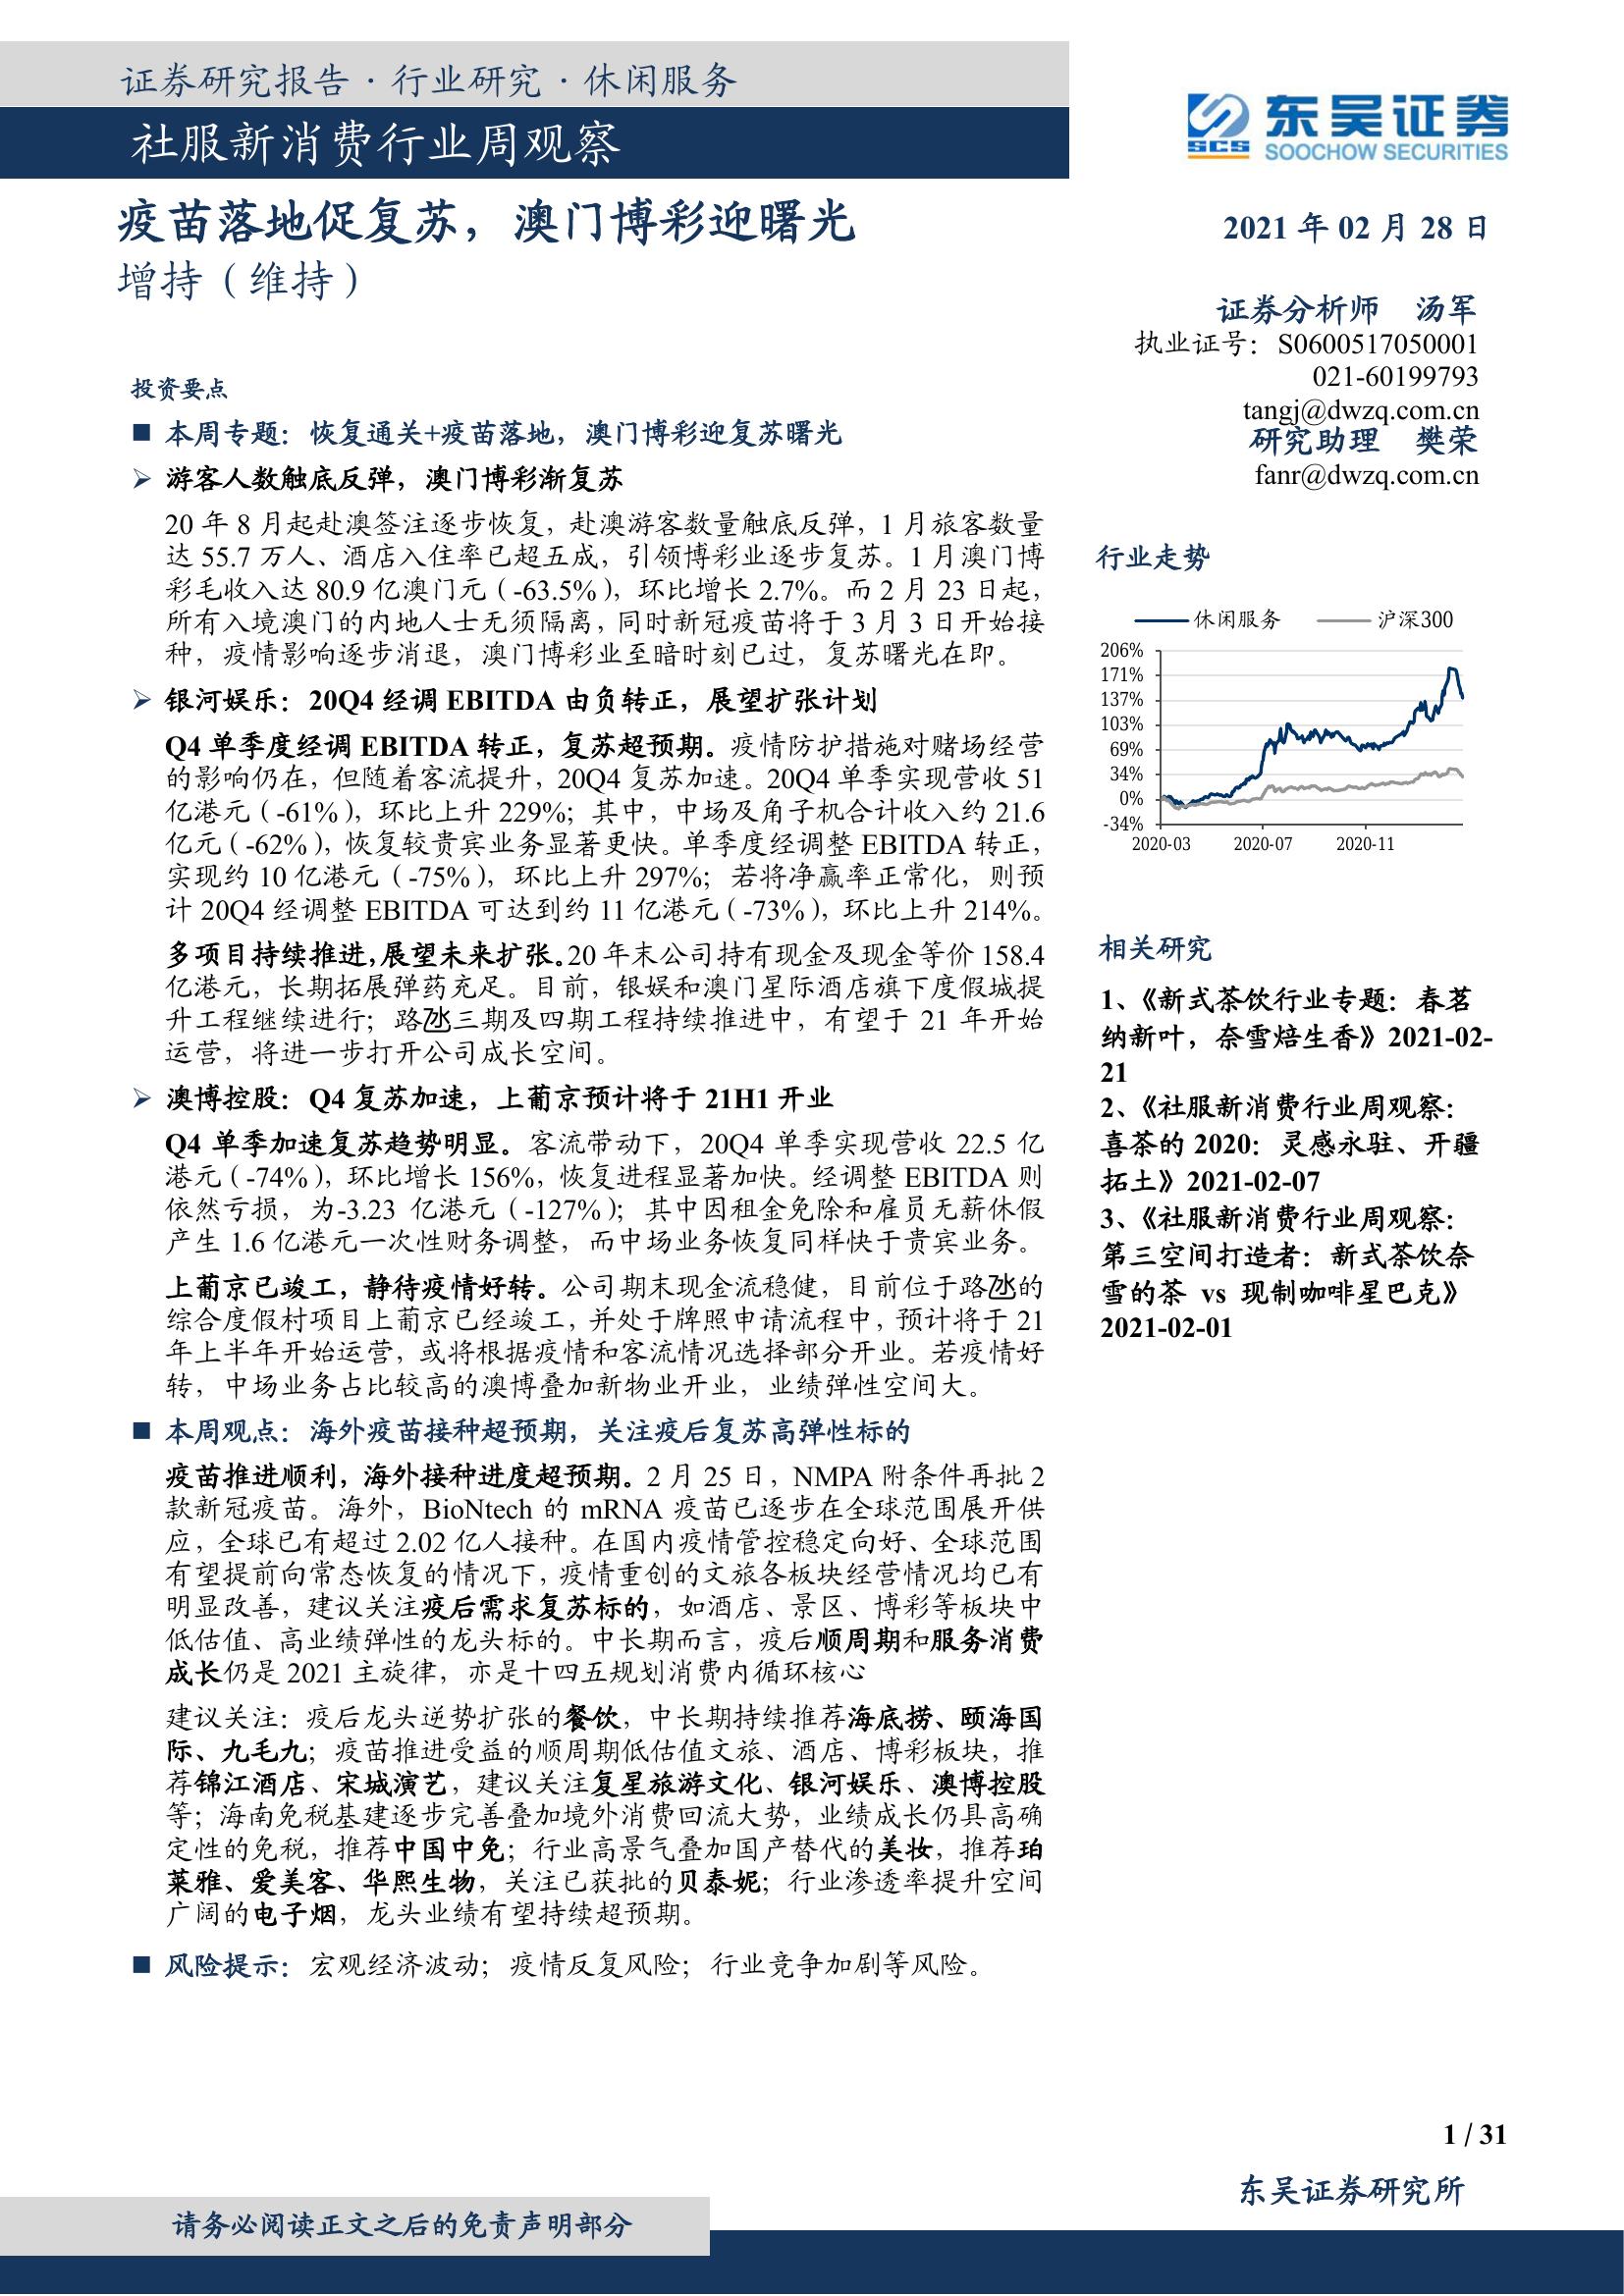 证券研究报告 · 行业研究 · 休闲服务
社服新消费行业周观察
东吴证券
SCS
SOOCHOW SECURITIES
疫苗落地促复苏，澳门博彩迎曙光
增持（维持）
2021 年 02 月 28 日
证券分析师 汤军
执业证号：S0600517050001
021-60199793
tangj@dwzq.com.cn
研究助理 樊荣
fanr@dwzq.com.cn
投资要点
■ 本周专题：恢复通关+疫苗落地，澳门博彩迎复苏曙光
➢ 游客人数触底反弹，澳门博彩渐复苏
20 年 8 月起赴澳签注逐步恢复，赴澳游客数量触底反弹，1 月旅客数量
达 55.7 万人、酒店入住率已超五成，引领博彩业逐步复苏。1 月澳门博
彩毛收入达 80.9 亿澳门元（-63.5%），环比增长 2.7%。而 2 月 23 日起，
所有入境澳门的内地人士无须隔离，同时新冠疫苗将于 3 月 3 日开始接
种，疫情影响逐步消退，澳门博彩业至暗时刻已过，复苏曙光在即。
➢ 银河娱乐：20Q4 经调 EBITDA 由负转正，展望扩张计划
Q4 单季度经调 EBITDA 转正，复苏超预期。疫情防护措施对赌场经营
的影响仍在，但随着客流提升，20Q4 复苏加速。20Q4 单季实现营收 51
亿港元（-61%），环比上升 229%；其中，中场及角子机合计收入约 21.6
亿元（-62%），恢复较贵宾业务显著更快。单季度经调整 EBITDA 转正，
实现约 10 亿港元（-75%），环比上升 297%；若将净赢率正常化，则预
计 20Q4 经调整 EBITDA 可达到约 11 亿港元（-73%），环比上升 214%。
多项目持续推进，展望未来扩张。20 年末公司持有现金及现金等价 158.4
亿港元，长期拓展弹药充足。目前，银娱和澳门星际酒店旗下度假城提
升工程继续进行；路氹三期及四期工程持续推进中，有望于 21 年开始
运营，将进一步打开公司成长空间。
➢ 澳博控股：Q4 复苏加速，上葡京预计将于 21H1 开业
Q4 单季加速复苏趋势明显。客流带动下，20Q4 单季实现营收 22.5 亿
港元（-74%），环比增长 156%，恢复进程显著加快。经调整 EBITDA 则
依然亏损，为-3.23 亿港元（-127%）；其中因租金免除和雇员无薪休假
产生 1.6 亿港元一次性财务调整，而中场业务恢复同样快于贵宾业务。
上葡京已竣工，静待疫情好转。公司期末现金流稳健，目前位于路氹的
综合度假村项目上葡京已经竣工，并处于牌照申请流程中，预计将于 21
年上半年开始运营，或将根据疫情和客流情况选择部分开业。若疫情好
转，中场业务占比较高的澳博叠加新物业开业，业绩弹性空间大。
■ 本周观点：海外疫苗接种超预期，关注疫后复苏高弹性标的
疫苗推进顺利，海外接种进度超预期。2 月 25 日，NMPA 附条件再批 2
款新冠疫苗。海外，BioNtech 的 mRNA 疫苗已逐步在全球范围展开供
应，全球已有超过 2.02 亿人接种。在国内疫情管控稳定向好、全球范围
有望提前向常态恢复的情况下，疫情重创的文旅各板块经营情况均已有
明显改善，建议关注疫后需求复苏标的，如酒店、景区、博彩等板块中
低估值、高业绩弹性的龙头标的。中长期而言，疫后顺周期和服务消费
成长仍是 2021 主旋律，亦是十四五规划消费内循环核心
建议关注：疫后龙头逆势扩张的餐饮，中长期持续推荐海底捞、颐海国
际、九毛九；疫苗推进受益的顺周期低估值文旅、酒店、博彩板块，推
荐锦江酒店、宋城演艺，建议关注复星旅游文化、银河娱乐、澳博控股
等；海南免税基建逐步完善叠加境外消费回流大势，业绩成长仍具高确
定性的免税，推荐中国中免；行业高景气叠加国产替代的美妆，推荐珀
莱雅、爱美客、华熙生物，关注已获批的贝泰妮；行业渗透率提升空间
广阔的电子烟，龙头业绩有望持续超预期。
■ 风险提示：宏观经济波动；疫情反复风险；行业竞争加剧等风险。
行业走势
休闲服务 沪深300
206%
171%
137%
103%
69%
34%
0%
-34%
2020-03 2020-07 2020-11
相关研究
1、《新式茶饮行业专题：春茗
纳新叶，奈雪焙生香》2021-02-
21
2、《社服新消费行业周观察：
喜茶的 2020：灵感永驻、开疆
拓土》2021-02-07
3、《社服新消费行业周观察：
第三空间打造者：新式茶饮奈
雪的茶 vs 现制咖啡星巴克》
2021-02-01
1 / 31
东吴证券研究所
请务必阅读正文之后的免责声明部分